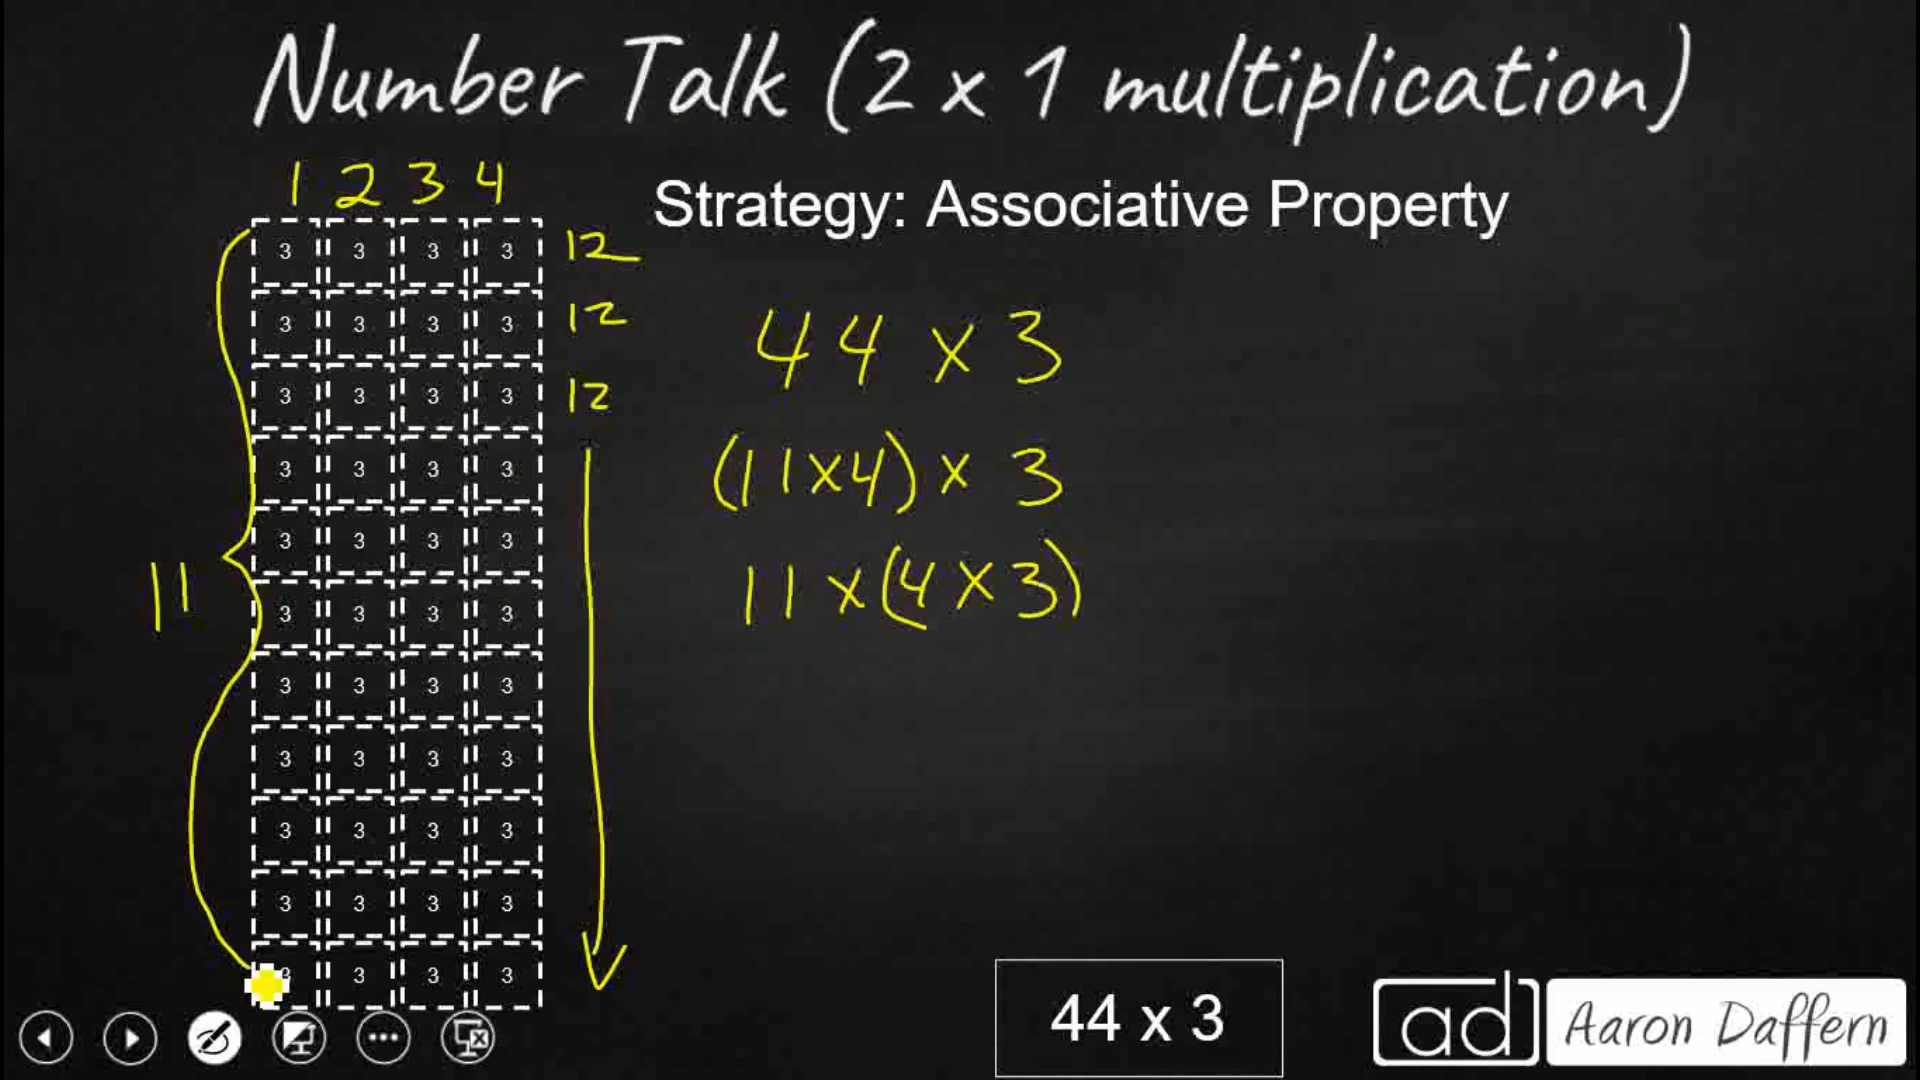 Number Talk (2 x 1 multiplication)
1 2 3 4
Strategy: Associative Property
3 3 3 3 12
3 3 3 3 12
3 3 3 3 12
3 3 3 3
3 3 3 3
3 3 3 3
3 3 3 3
3 3 3 3
3 3 3 3
3 3 3 3
3 3 3 3
11
44 x 3
(11x4) x 3
11 x (4 x 3)
44 x 3
ad Aaron Daffern